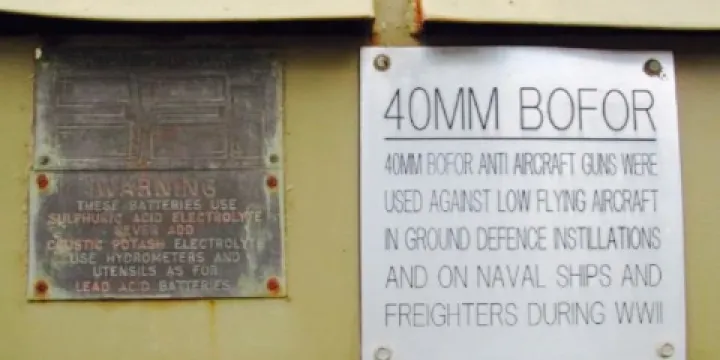 WARNING
THESE BATTERIES USE
SULPHURIC ACID ELECTROLYTE
NEVER ADD
CAUSTIC POTASH ELECTROLYTE
USE HYDROMETERS AND
UTENSILS AS FOR
LEAD ACID BATTERIES
40MM BOFOR
40MM BOFOR ANTI AIRCRAFT GUNS WERE
USED AGAINST LOW FLYING AIRCRAFT
IN GROUND DEFENCE INSTILLATIONS
AND ON NAVAL SHIPS AND
FREIGHTERS DURING WWII